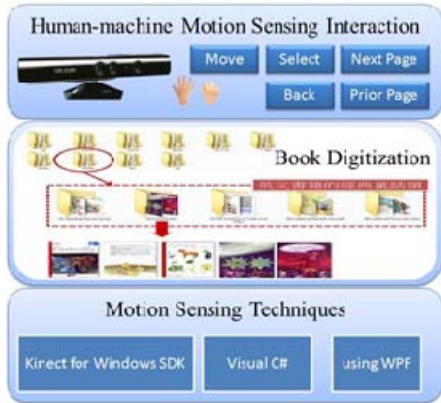 Human-machine Motion Sensing Interaction
Move
Select
Next Page
Back
Prior Page
Book Digitization
Motion Sensing Techniques
Kinect for Windows SDK
Visual C#
using WPF